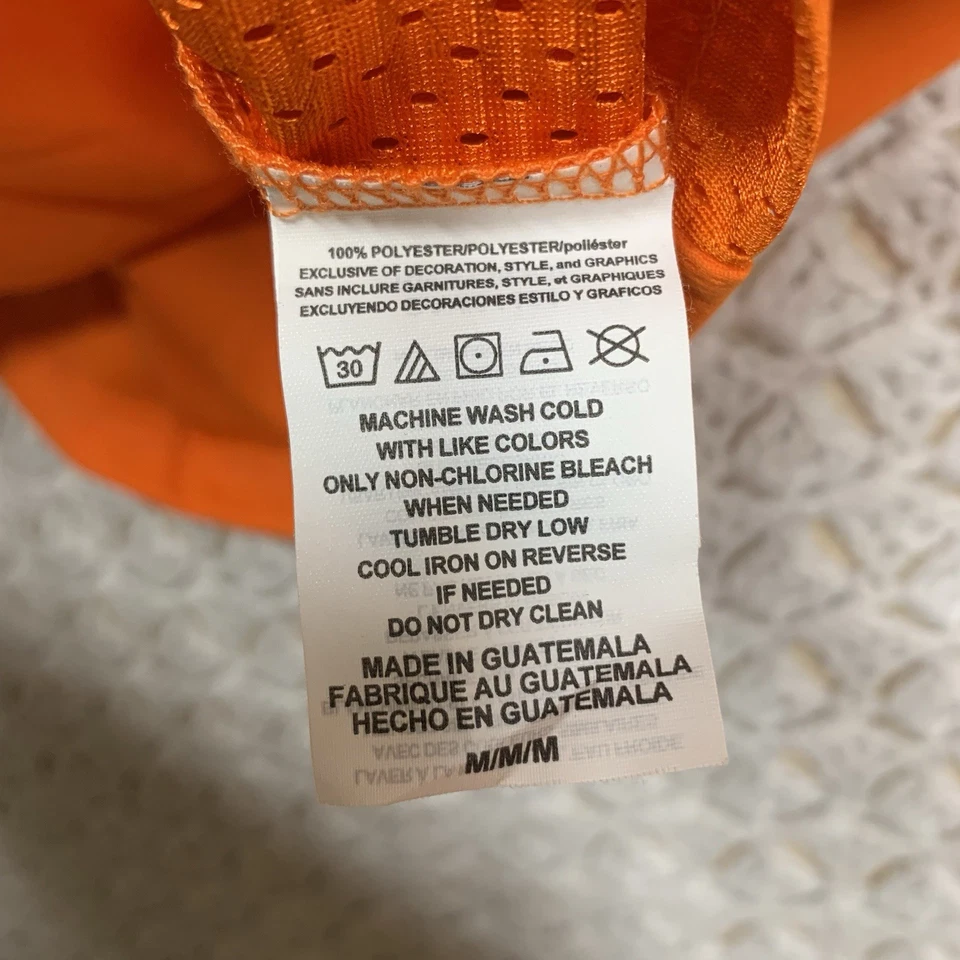 100% POLYESTER/POLYESTER/poliéster
EXCLUSIVE OF DECORATION, STYLE, and GRAPHICS
SANS INCLURE GARNITURES, STYLE, et GRAPHIQUES
EXCLUYENDO DECORACIONES ESTILO Y GRAFICOS
30
MACHINE WASH COLD
WITH LIKE COLORS
ONLY NON-CHLORINE BLEACH
WHEN NEEDED
TUMBLE DRY LOW
COOL IRON ON REVERSE
IF NEEDED
DO NOT DRY CLEAN
MADE IN GUATEMALA
FABRIQUE AU GUATEMALA
HECHO EN GUATEMALA
M/M/M